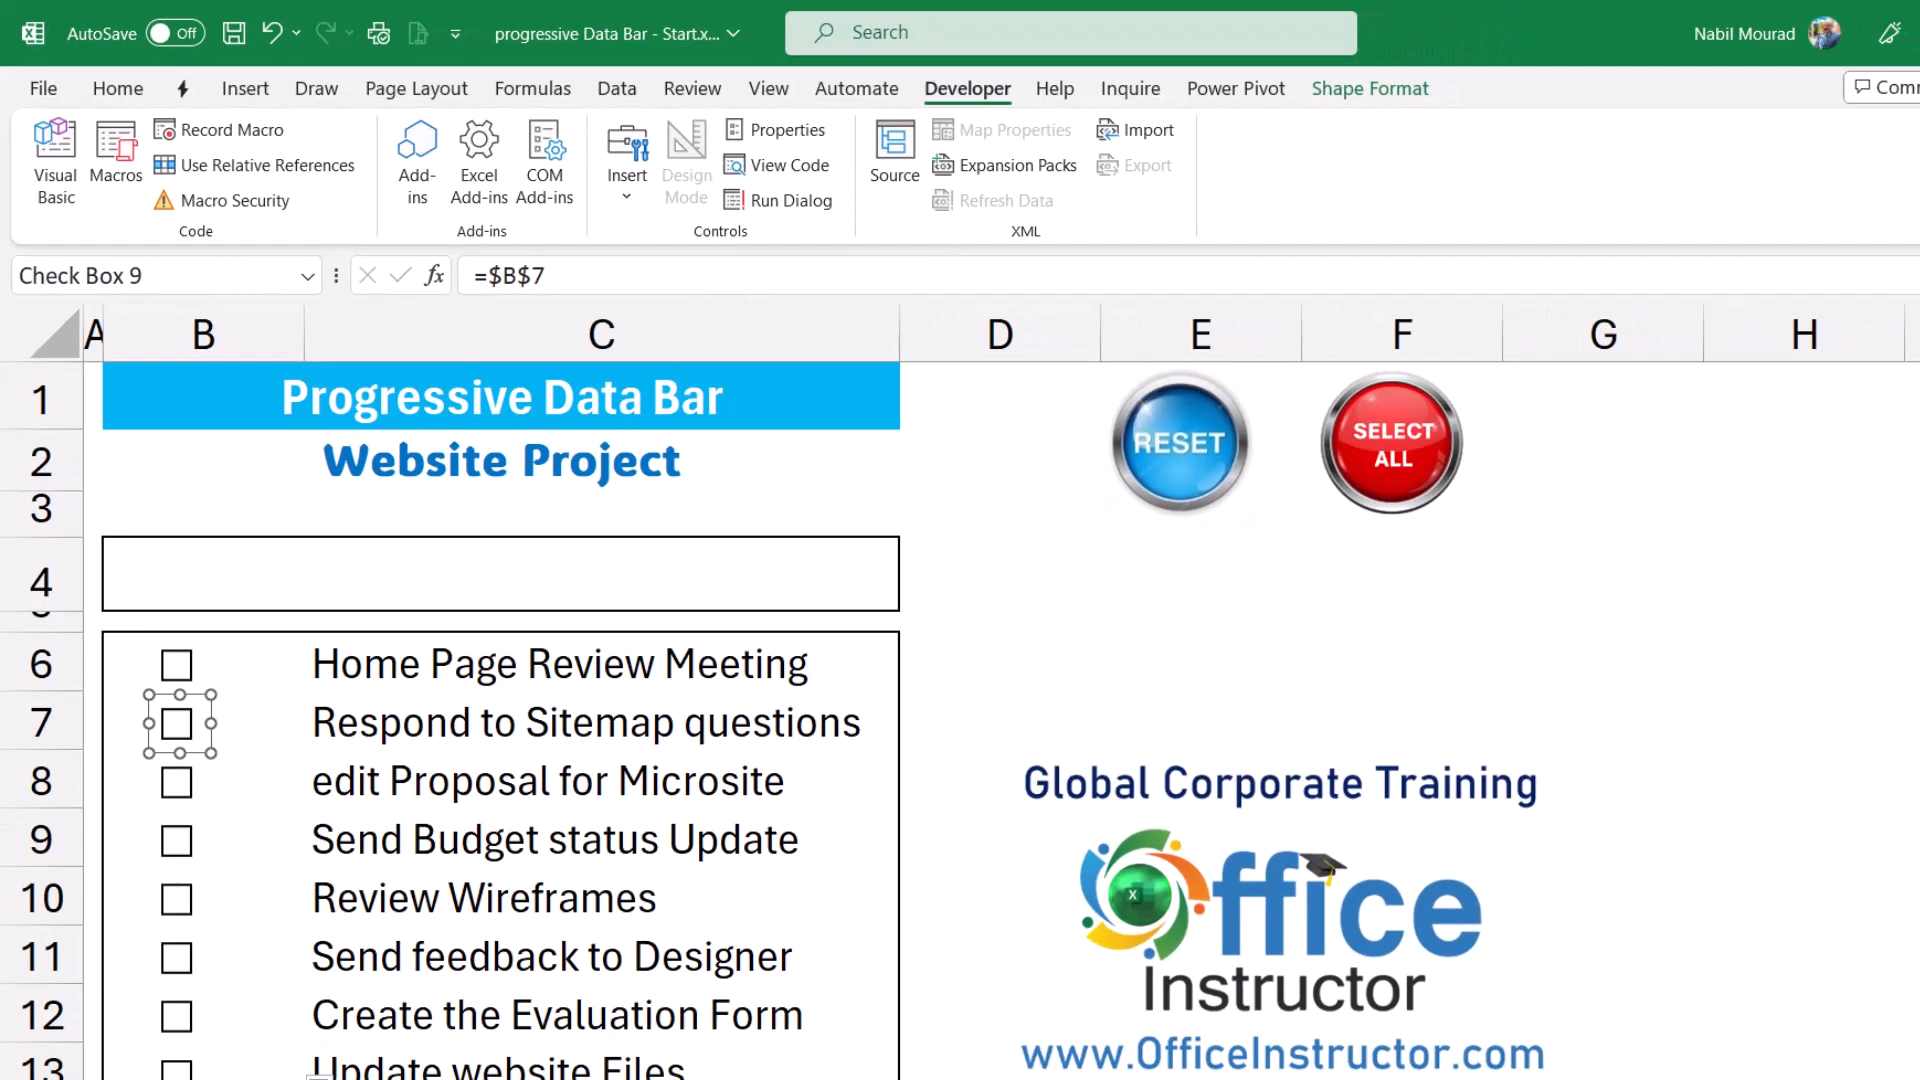 AutoSave Off progressive Data Bar - Start.x... Search Nabil Mourad
File Home Insert Draw Page Layout Formulas Data Review View Automate Developer Help Inquire Power Pivot Shape Format
Visual Basic
Macros
Record Macro
Use Relative References
Macro Security
Code
Add-ins
Excel Add-ins
COM Add-ins
Add-ins
Insert
Design Mode
Properties
View Code
Run Dialog
Controls
Source
Map Properties
Expansion Packs
Refresh Data
Import
Export
XML
Check Box 9 fx =$B$7
A B C D E F G H
1 Progressive Data Bar
2 Website Project
RESET
SELECT ALL
3
4
6 Home Page Review Meeting
7 Respond to Sitemap questions
8 edit Proposal for Microsite
9 Send Budget status Update
10 Review Wireframes
11 Send feedback to Designer
12 Create the Evaluation Form
13 Update website Files
Global Corporate Training
Office
Instructor
www.OfficeInstructor.com